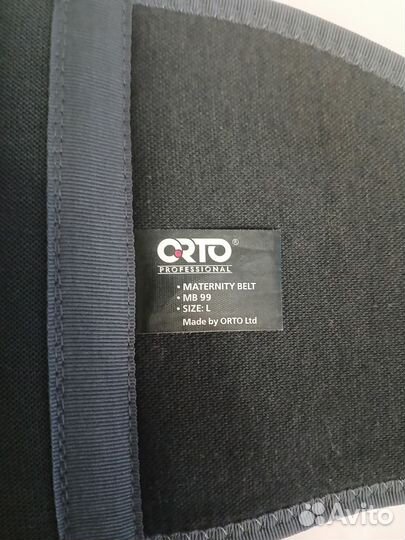 ORTO®
PROFESSIONAL
• MATERNITY BELT
• MB 99
• SIZE: L
Made by ORTO Ltd
Avito